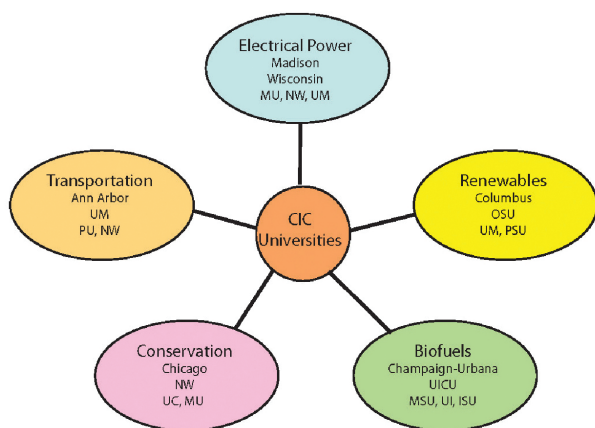 Electrical Power
Madison
Wisconsin
MU, NW, UM
Transportation
Ann Arbor
UM
PU, NW
CIC
Universities
Renewables
Columbus
OSU
UM, PSU
Conservation
Chicago
NW
UC, MU
Biofuels
Champaign-Urbana
UICU
MSU, UI, ISU